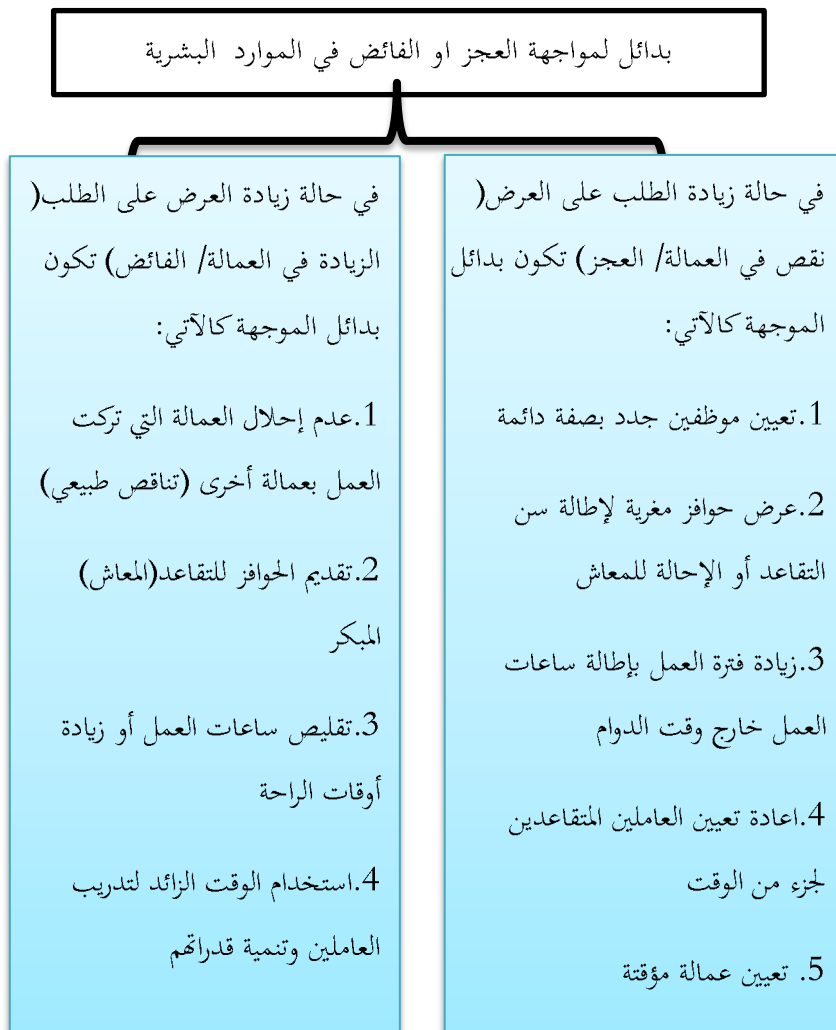 بدائل لمواجهة العجز او الفائض في الموارد البشرية
في حالة زيادة الطلب على العرض(
نقص في العمالة/ العجز) تكون بدائل
الموجهة كالآتي:
1.تعيين موظفين جدد بصفة دائمة
2.عرض حوافز مغرية لإطالة سن
التقاعد أو الإحالة للمعاش
3.زيادة فترة العمل بإطالة ساعات
العمل خارج وقت الدوام
4.اعادة تعيين العاملين المتقاعدين
لجزء من الوقت
5. تعيين عمالة مؤقتة
في حالة زيادة العرض على الطلب(
الزيادة في العمالة/ الفائض) تكون
بدائل الموجهة كالآتي:
1.عدم إحلال العمالة التي تركت
العمل بعمالة أخرى (تناقص طبيعي)
2.تقديم الحوافز للتقاعد(المعاش)
المبكر
3.تقليص ساعات العمل أو زيادة
أوقات الراحة
4.استخدام الوقت الزائد لتدريب
العاملين وتنمية قدراتهم